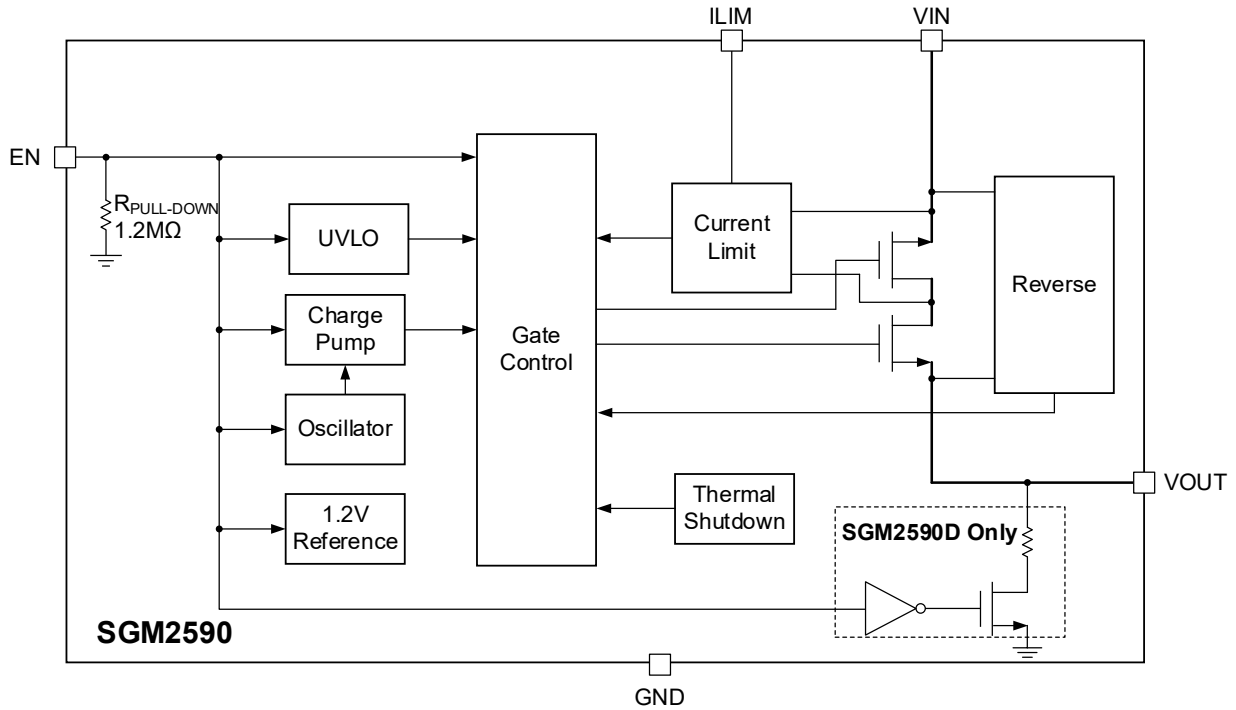 ILIM
VIN
EN
RPULL-DOWN
1.2MΩ
UVLO
Current
Limit
Reverse
Charge
Pump
Gate
Control
Oscillator
VOUT
Thermal
Shutdown
1.2V
Reference
SGM2590D Only
SGM2590
GND